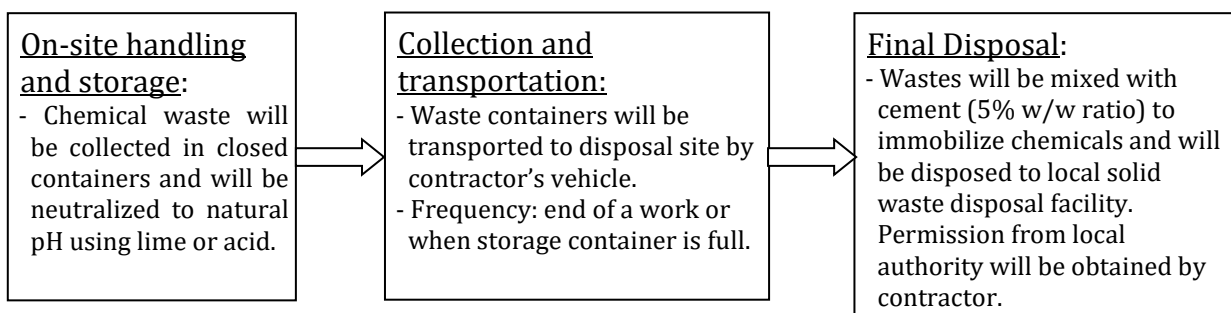 On-site handling
and storage:
- Chemical waste will
be collected in closed
containers and will be
neutralized to natural
pH using lime or acid.
Collection and
transportation:
- Waste containers will be
transported to disposal site by
contractor’s vehicle.
- Frequency: end of a work or
when storage container is full.
Final Disposal:
- Wastes will be mixed with
cement (5% w/w ratio) to
immobilize chemicals and will
be disposed to local solid
waste disposal facility.
Permission from local
authority will be obtained by
contractor.